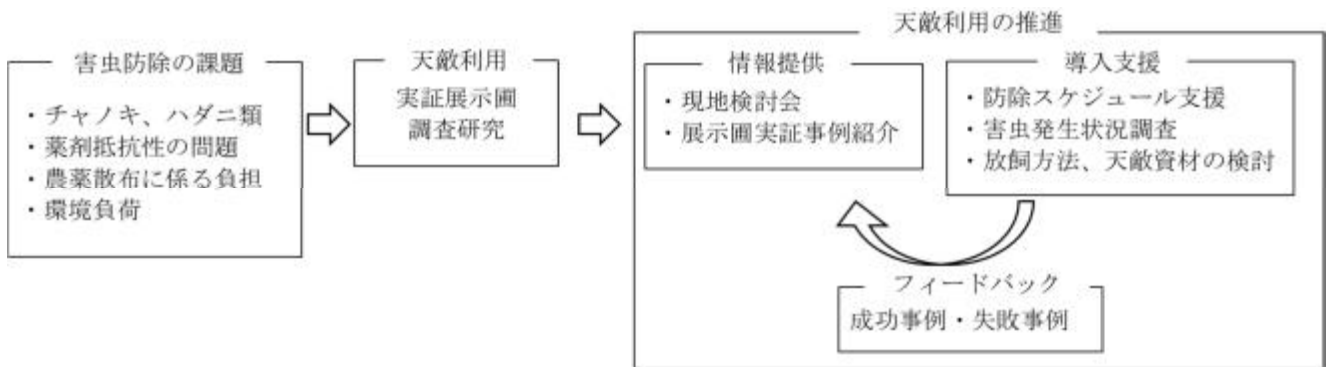 害虫防除の課題
・チャノキ、ハダニ類
・薬剤抵抗性の問題
・農薬散布に係る負担
・環境負荷
天敵利用
実証展示圃
調査研究
天敵利用の推進
情報提供
・現地検討会
・展示圃実証事例紹介
導入支援
・防除スケジュール支援
・害虫発生状況調査
・放飼方法、天敵資材の検討
フィードバック
成功事例・失敗事例